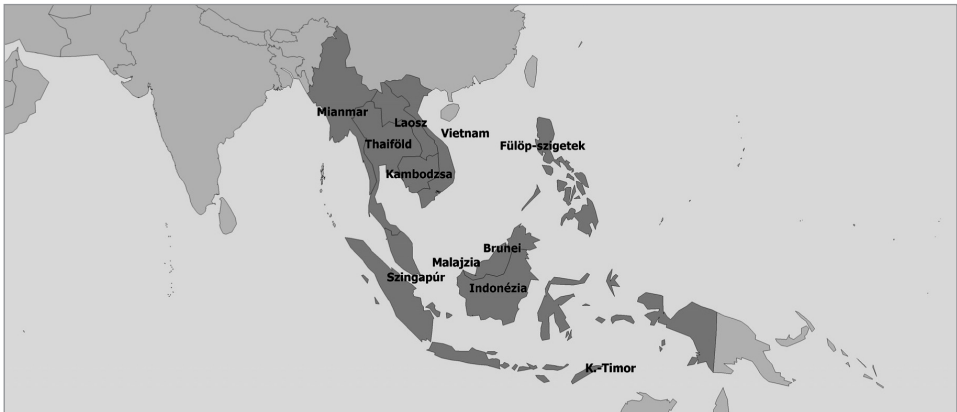 Mianmar
Laosz
Vietnam
Thaiföld
Fülöp-szigetek
Kambodzsa
Brunei
Malajzia
Szingapúr
Indonézia
K.-Timor